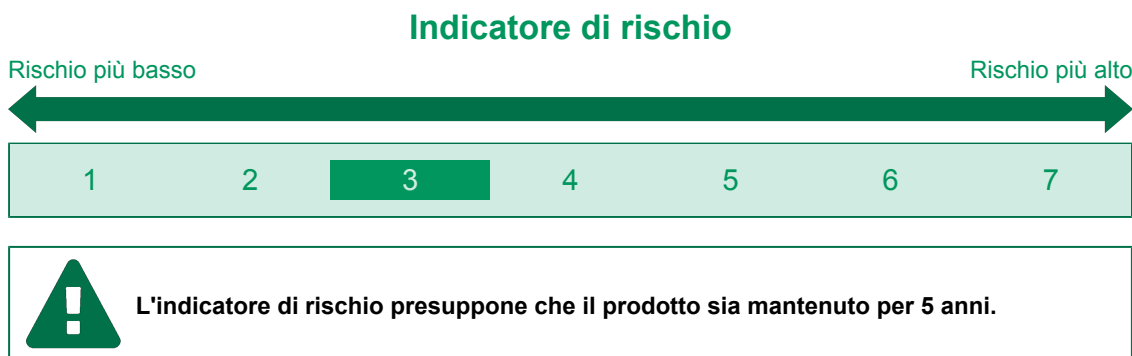 Indicatore di rischio
Rischio più basso Rischio più alto
1 2 3 4 5 6 7
L'indicatore di rischio presuppone che il prodotto sia mantenuto per 5 anni.